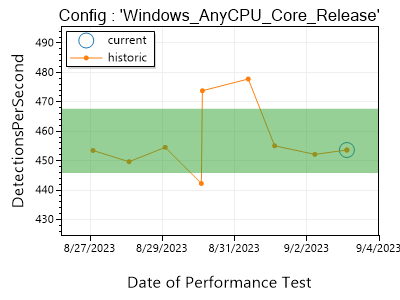 Config : 'Windows_AnyCPU_Core_Release'
490
480
470
460
450
440
430
DetectionsPerSecond
current
historic
8/27/2023
8/29/2023
8/31/2023
9/2/2023
9/4/2023
Date of Performance Test